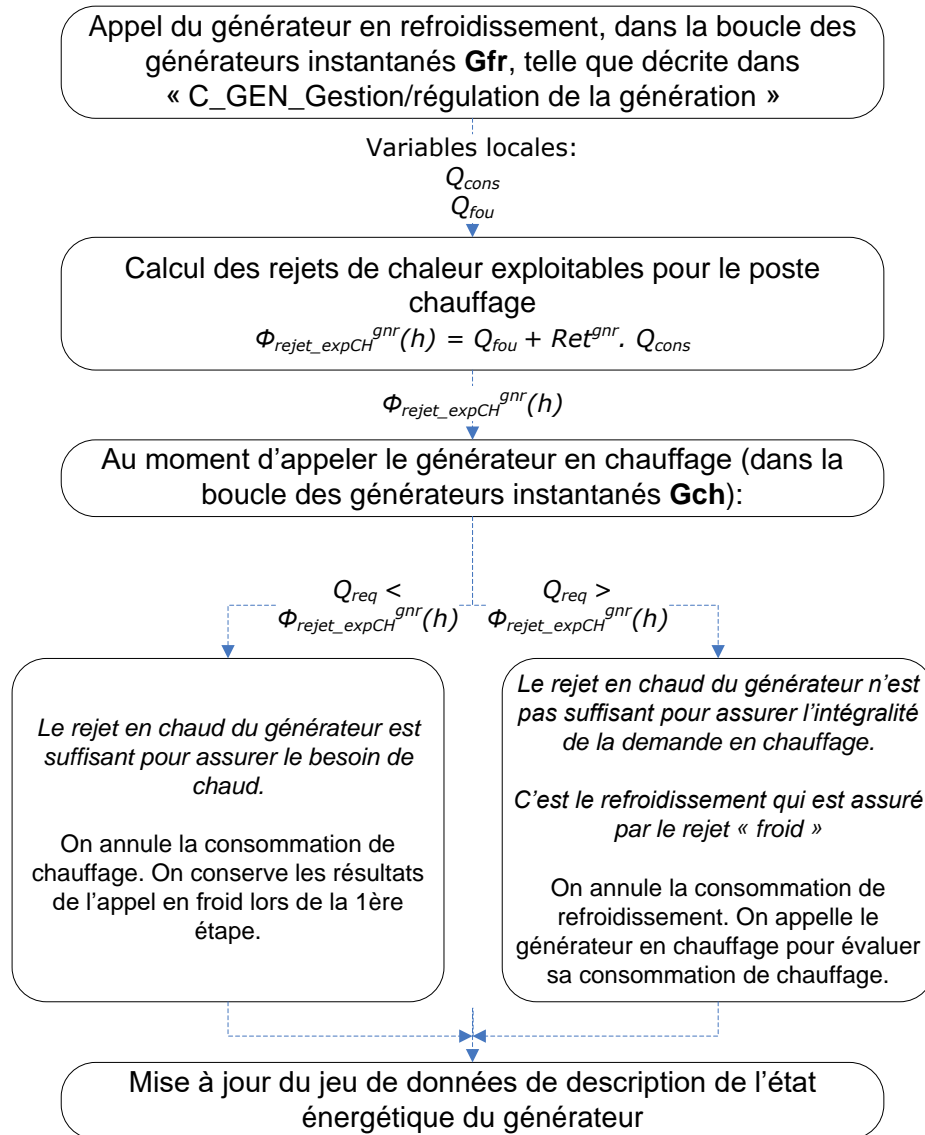 Appel du générateur en refroidissement, dans la boucle des
générateurs instantanés Gfr, telle que décrite dans
« C_GEN_Gestion/régulation de la génération »
Variables locales:
Qcons
Qfou
Calcul des rejets de chaleur exploitables pour le poste
chauffage
Φrejet_expCHgnr(h) = Qfou + Retgnr. Qcons
Φrejet_expCHgnr(h)
Au moment d’appeler le générateur en chauffage (dans la
boucle des générateurs instantanés Gch):
Qreq <
Φrejet_expCHgnr(h)
Qreq >
Φrejet_expCHgnr(h)
Le rejet en chaud du générateur est
suffisant pour assurer le besoin de
chaud.
On annule la consommation de
chauffage. On conserve les résultats
de l’appel en froid lors de la 1ère
étape.
Le rejet en chaud du générateur n’est
pas suffisant pour assurer l’intégralité
de la demande en chauffage.
C’est le refroidissement qui est assuré
par le rejet « froid »
On annule la consommation de
refroidissement. On appelle le
générateur en chauffage pour évaluer
sa consommation de chauffage.
Mise à jour du jeu de données de description de l’état
énergétique du générateur